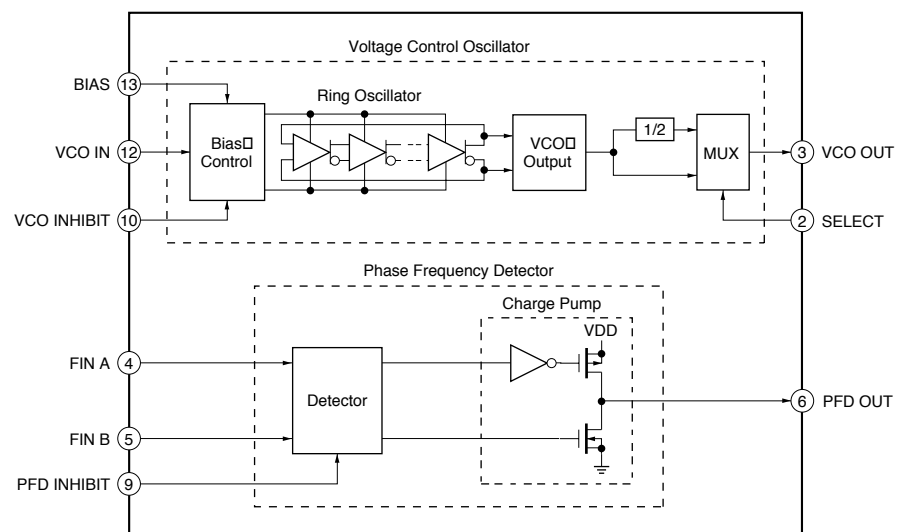 Voltage Control Oscillator
BIAS 13
Ring Oscillator
Bias□
Control
VCO□
Output
1/2
MUX
VCO IN 12
3 VCO OUT
VCO INHIBIT 10
2 SELECT
Phase Frequency Detector
Charge Pump
VDD
FIN A 4
Detector
6 PFD OUT
FIN B 5
PFD INHIBIT 9